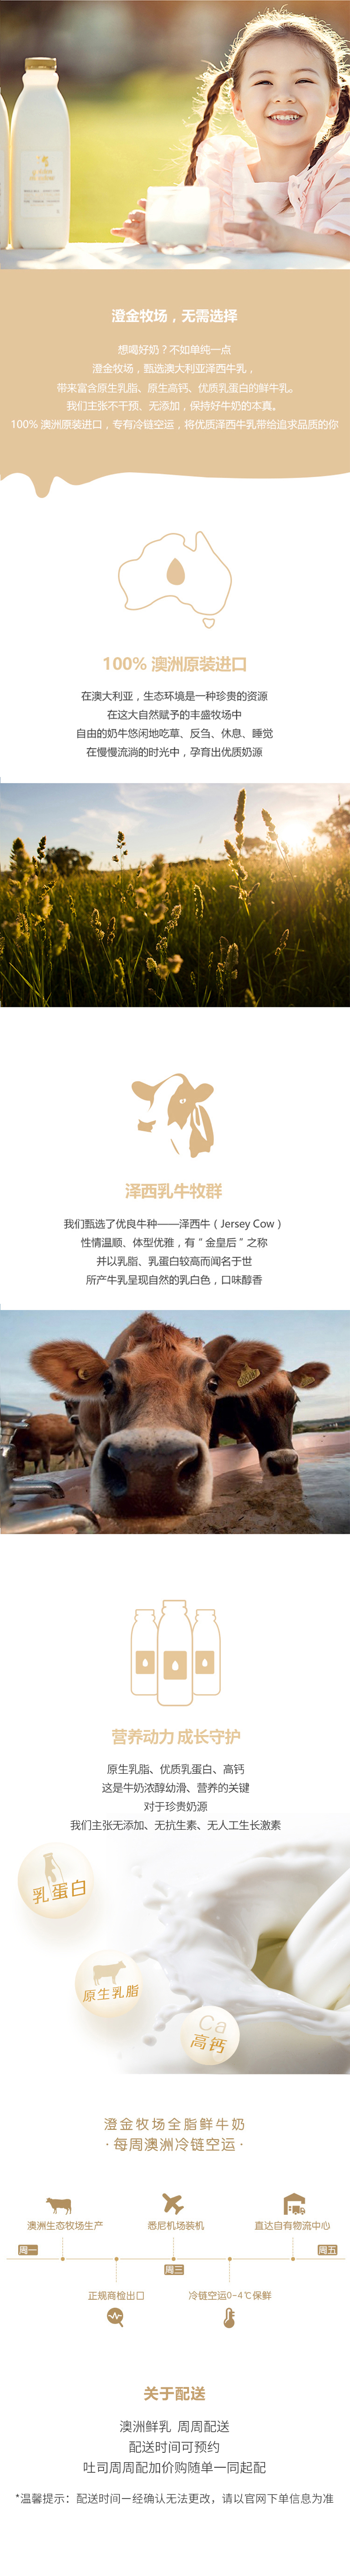 澄金牧场，无需选择
想喝好奶？不如单纯一点
澄金牧场，甄选澳大利亚泽西牛乳，
带来富含原生乳脂、原生高钙、优质乳蛋白的鲜牛乳。
我们主张不干预、无添加，保持好牛奶的本真。
100% 澳洲原装进口，专有冷链空运，将优质泽西牛乳带给追求品质的你
100% 澳洲原装进口
在澳大利亚，生态环境是一种珍贵的资源
在这大自然赋予的丰盛牧场中
自由的奶牛悠闲地吃草、反刍、休息、睡觉
在慢慢流淌的时光中，孕育出优质奶源
泽西乳牛牧群
我们甄选了优良牛种——泽西牛（Jersey Cow）
性情温顺、体型优雅，有“金皇后”之称
并以乳脂、乳蛋白较高而闻名于世
所产牛乳呈现自然的乳白色，口味醇香
营养动力 成长守护
原生乳脂、优质乳蛋白、高钙
这是牛奶浓醇幼滑、营养的关键
对于珍贵奶源
我们主张无添加、无抗生素、无人工生长激素
乳蛋白
原生乳脂
Ca
高钙
澄金牧场全脂鲜牛奶
·每周澳洲冷链空运·
澳洲生态牧场生产
悉尼机场装机
直达自有物流中心
周一
周五
周三
正规商检出口
冷链空运0-4℃保鲜
关于配送
澳洲鲜乳 周周配送
配送时间可预约
吐司周周配加价购随单一同起配
*温馨提示：配送时间一经确认无法更改，请以官网下单信息为准